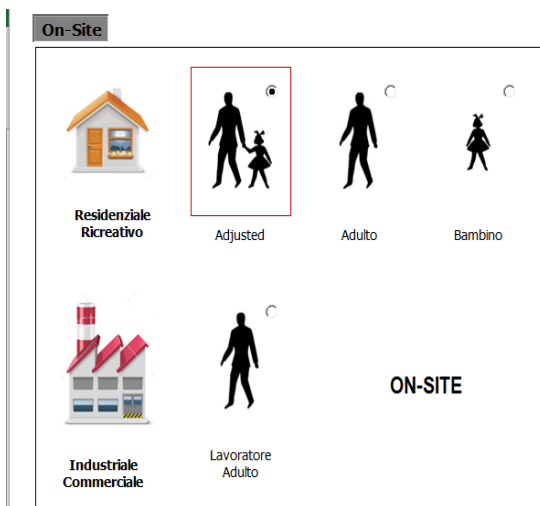 On-Site
Residenziale
Ricreativo
Adjusted
Adulto
Bambino
ON-SITE
Industriale
Commerciale
Lavoratore
Adulto